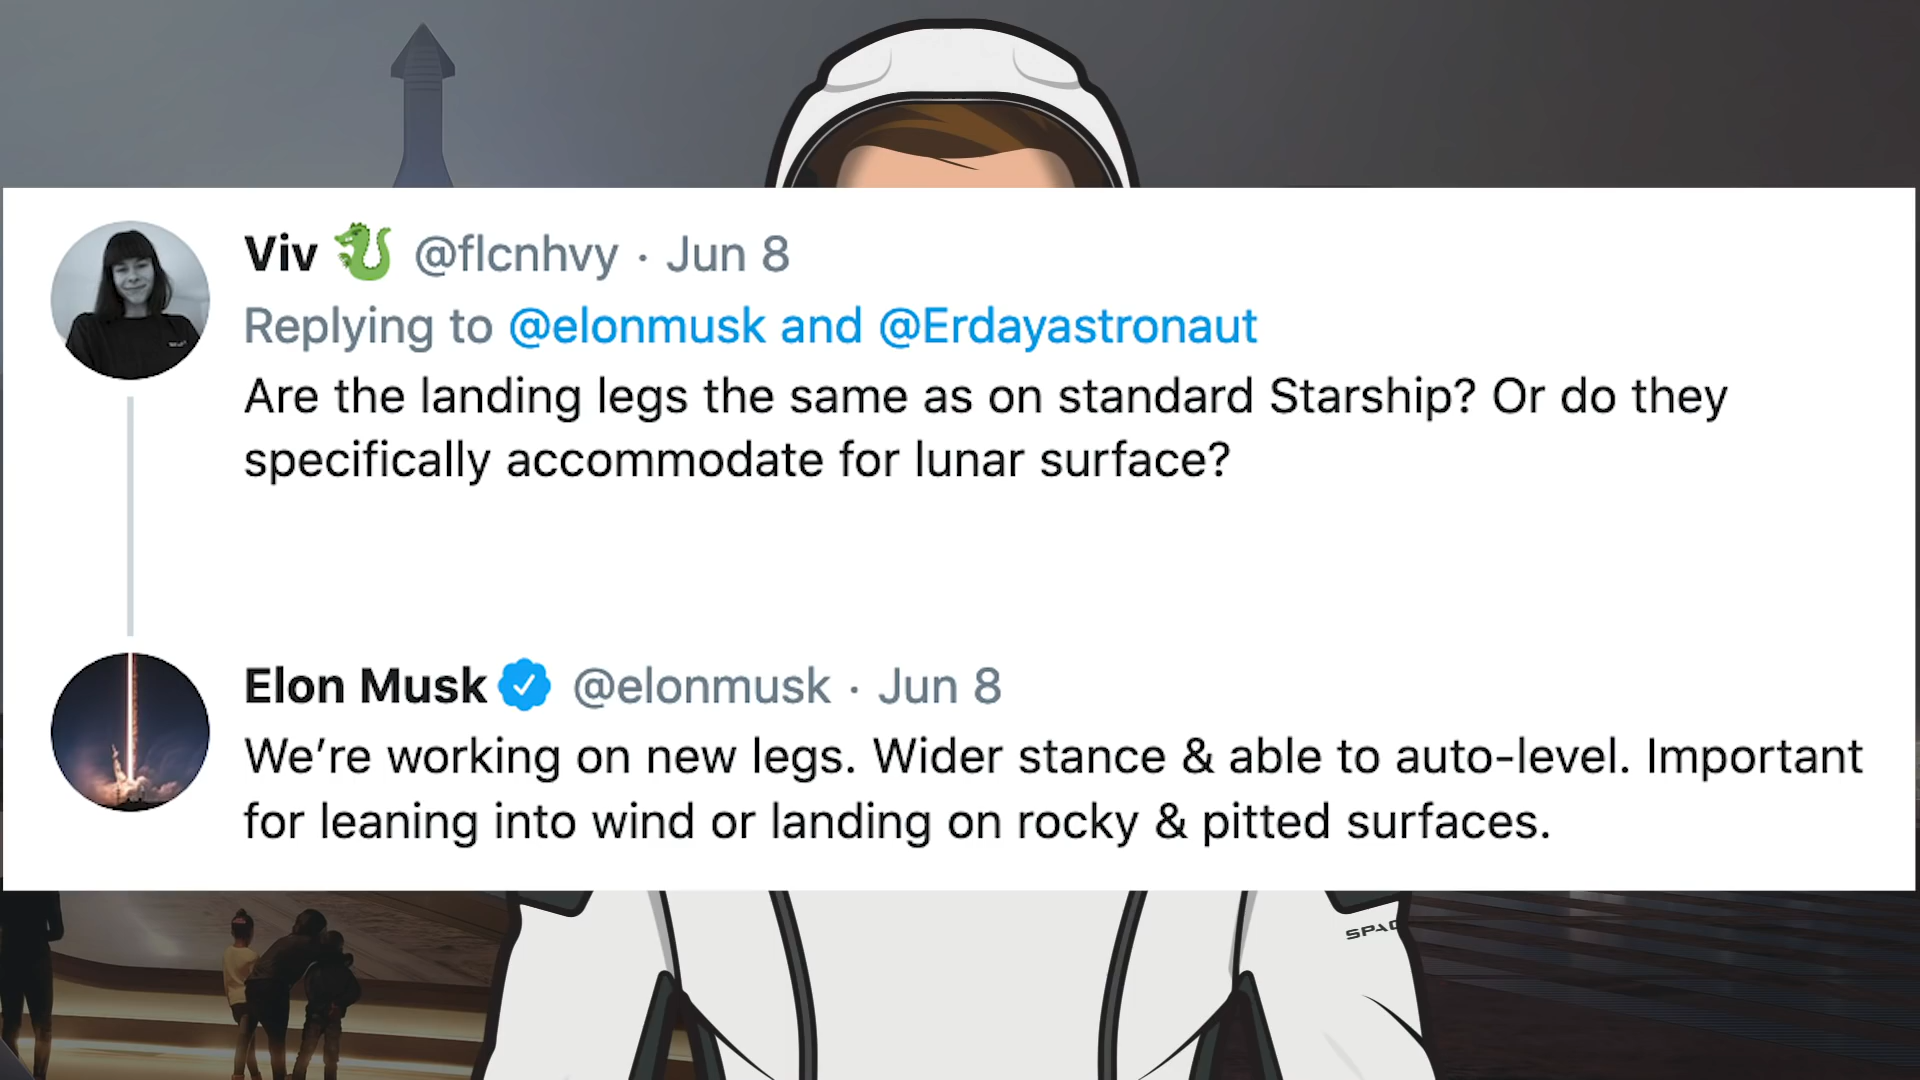 Viv 🐉 @flcnhvy · Jun 8
Replying to @elonmusk and @Erdayastronaut
Are the landing legs the same as on standard Starship? Or do they
specifically accommodate for lunar surface?
Elon Musk @elonmusk · Jun 8
We’re working on new legs. Wider stance & able to auto-level. Important
for leaning into wind or landing on rocky & pitted surfaces.
SPAC